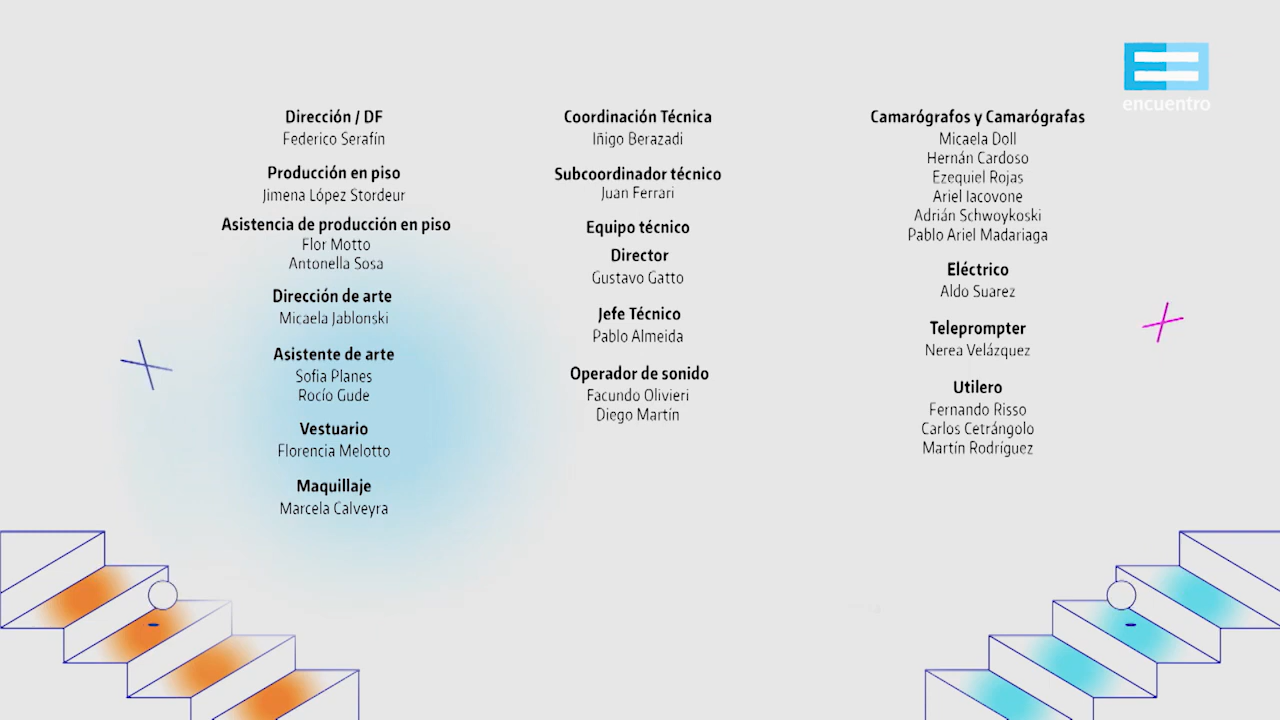 encuentro
Dirección / DF
Federico Serafín
Producción en piso
Jimena López Stordeur
Asistencia de producción en piso
Flor Motto
Antonella Sosa
Dirección de arte
Micaela Jablonski
Asistente de arte
Sofia Planes
Rocío Gude
Vestuario
Florencia Melotto
Maquillaje
Marcela Calveyra
Coordinación Técnica
Iñigo Berazadi
Subcoordinador técnico
Juan Ferrari
Equipo técnico
Director
Gustavo Gatto
Jefe Técnico
Pablo Almeida
Operador de sonido
Facundo Olivieri
Diego Martín
Camarógrafos y Camarógrafas
Micaela Doll
Hernán Cardoso
Ezequiel Rojas
Ariel Iacovone
Adrián Schwoykoski
Pablo Ariel Madariaga
Eléctrico
Aldo Suarez
Teleprompter
Nerea Velázquez
Utilero
Fernando Risso
Carlos Cetrángolo
Martín Rodríguez